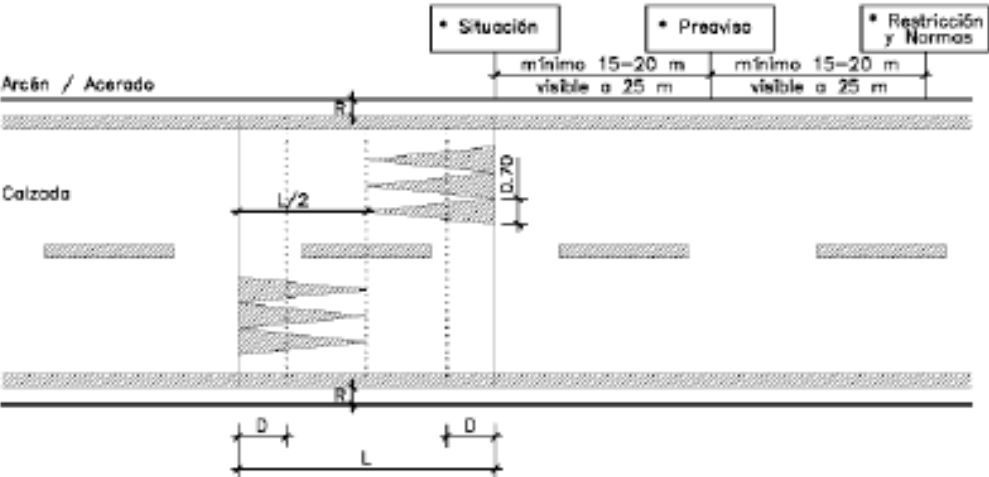 * Situación
* Preaviso
* Restricción
y Normas
mínimo 15-20 m
mínimo 15-20 m
visible a 25 m
visible a 25 m
Arcén / Acerado
R
Calzada
L/2
0.70
R
D
D
L